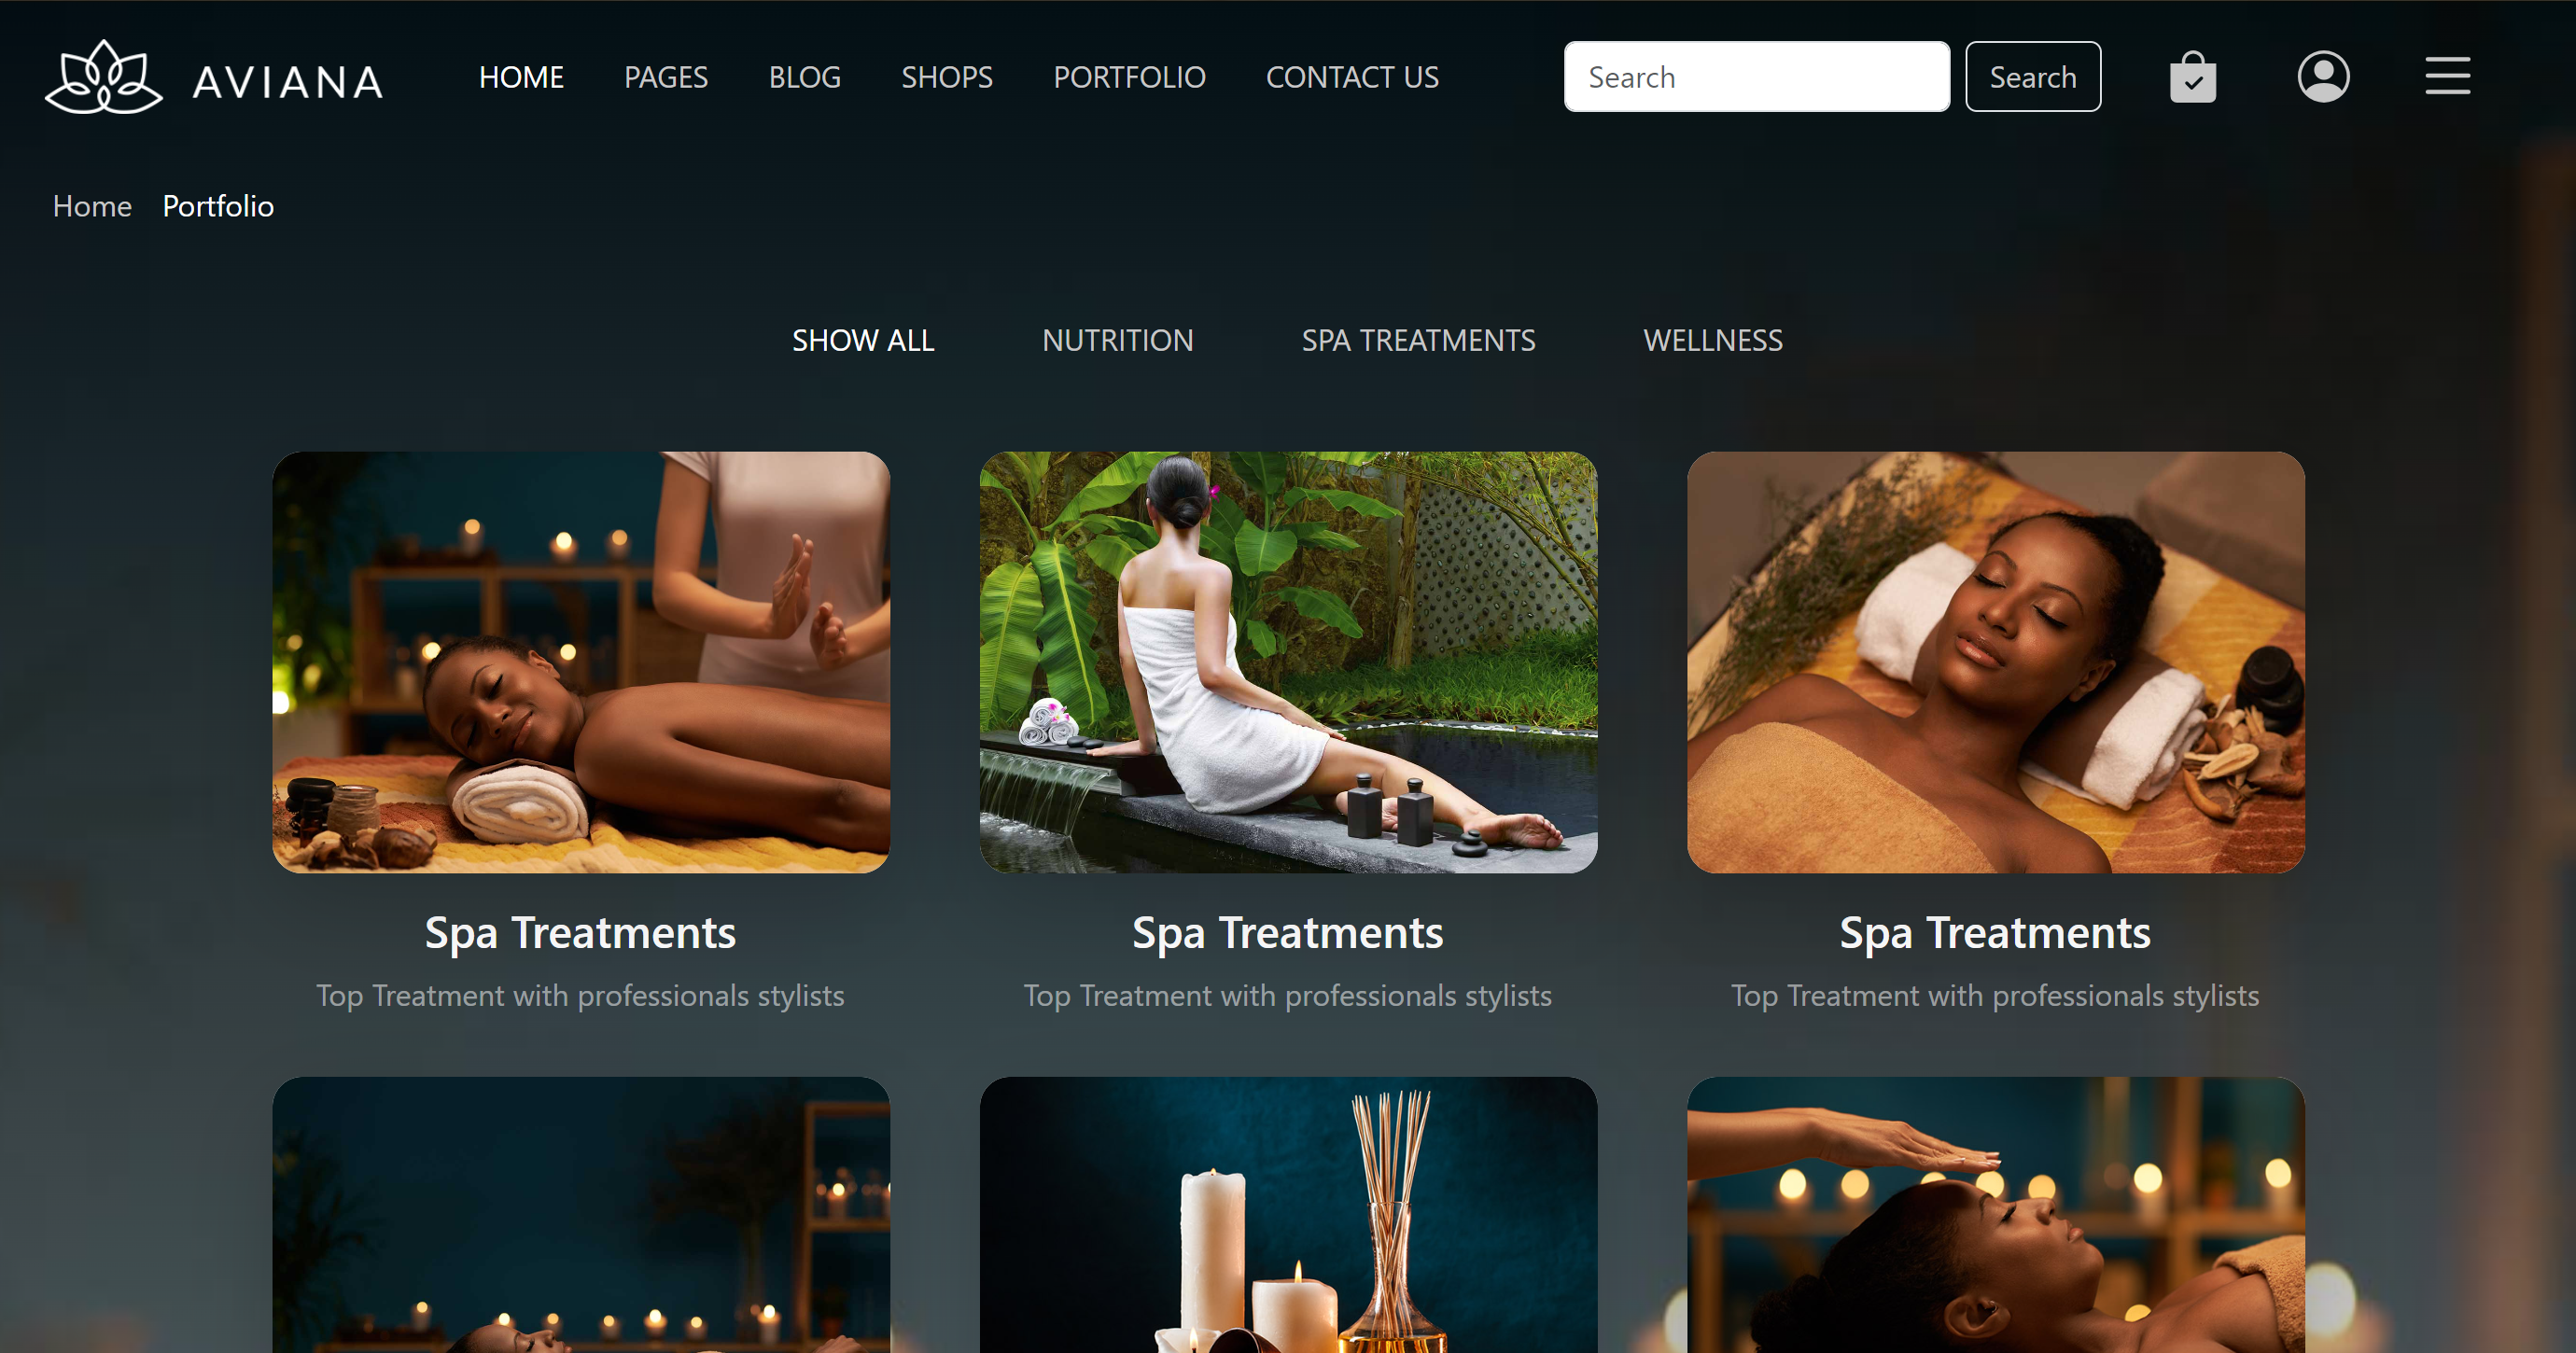 AVIANA HOME PAGES BLOG SHOPS PORTFOLIO CONTACT US Search Search
Home Portfolio
SHOW ALL NUTRITION SPA TREATMENTS WELLNESS
Spa Treatments
Top Treatment with professionals stylists
Spa Treatments
Top Treatment with professionals stylists
Spa Treatments
Top Treatment with professionals stylists